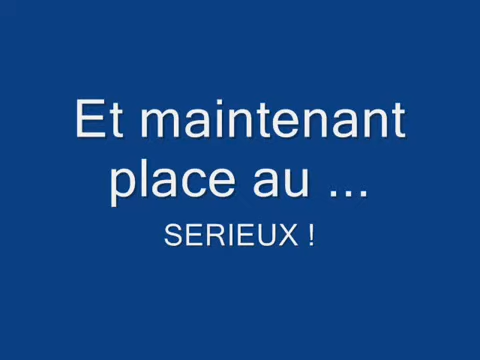 Et maintenant
place au ...
SERIEUX !